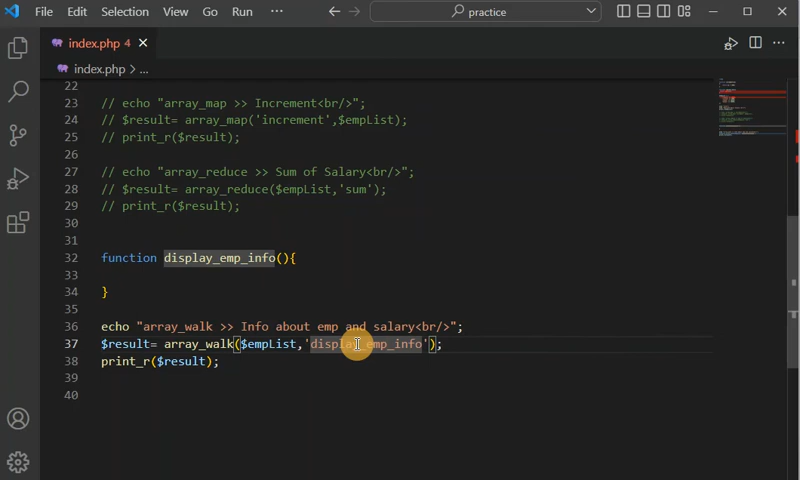 File Edit Selection View Go Run ··· practice
index.php 4
index.php > ...
22
23 // echo "array_map >> Increment<br/>";
24 // $result= array_map('increment',$empList);
25 // print_r($result);
26
27 // echo "array_reduce >> Sum of Salary<br/>";
28 // $result= array_reduce($empList,'sum');
29 // print_r($result);
30
31
32 function display_emp_info(){
33
34 }
35
36 echo "array_walk >> Info about emp and salary<br/>";
37 $result= array_walk($empList,'display_emp_info');
38 print_r($result);
39
40